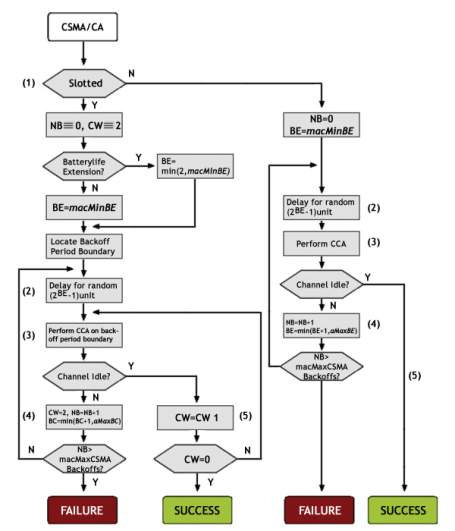 CSMA/CA
(1)
Slotted
N
Y
NB≡0, CW≡2
Batterylife
Extension?
Y
BE=
min(2,macMinBE)
N
BE=macMinBE
Locate Backoff
Period Boundary
(2)
Delay for random
(2BE-1)unit
(3)
Perform CCA on back-
off period boundary
Channel Idle?
Y
N
(4)
CW=2, NB=NB+1
BC=min(BC+1,aMaxBC)
CW=CW 1
(5)
N
NB>
macMaxCSMA
Backoffs?
Y
CW=0
N
Y
FAILURE
SUCCESS
NB=0
BE=macMinBE
Delay for random
(2BE-1)unit
(2)
Perform CCA
(3)
Channel Idle?
Y
N
NB=NB+1
BE=min(BE+1,aMaxBE)
(4)
NB>
macMaxCSMA
Backoffs?
(5)
FAILURE
SUCCESS